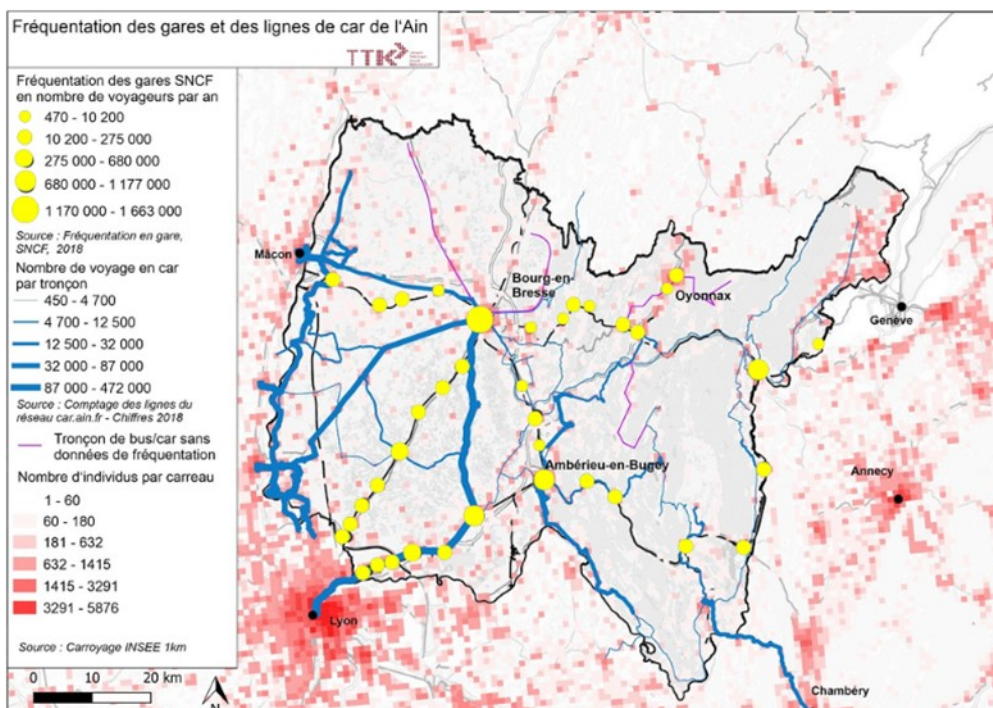 Fréquentation des gares et des lignes de car de l'Ain
TTK
Fréquentation des gares SNCF
en nombre de voyageurs par an
470 - 10 200
10 200 - 275 000
275 000 - 680 000
680 000 - 1 177 000
1 170 000 - 1 663 000
Source : Fréquentation en gare,
SNCF, 2018
Nombre de voyage en car
par tronçon
450 - 4 700
4 700 - 12 500
12 500 - 32 000
32 000 - 87 000
87 000 - 472 000
Source : Comptage des lignes du
réseau car.ain.fr - Chiffres 2018
Tronçon de bus/car sans
données de fréquentation
Nombre d'individus par carreau
1 - 60
60 - 180
181 - 632
632 - 1415
1415 - 3291
3291 - 5876
Source : Carroyage INSEE 1km
0 10 20 km
N
Mâcon
Bourg-en-
Bresse
Oyonnax
Genève
Ambérieu-en-Bugey
Annecy
Lyon
Chambéry